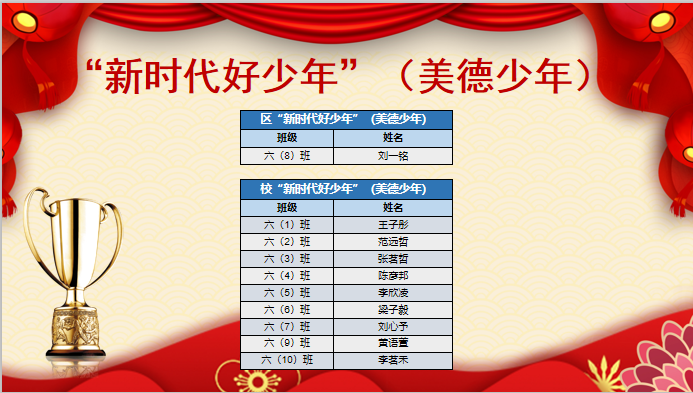 “新时代好少年”（美德少年）
区“新时代好少年”（美德少年）
班级 姓名
六（8）班 刘一铭
校“新时代好少年”（美德少年）
班级 姓名
六（1）班 王子彤
六（2）班 范远哲
六（3）班 张茗哲
六（4）班 陈彦邦
六（5）班 李欣凌
六（6）班 梁子毅
六（7）班 刘心予
六（9）班 黄语萱
六（10）班 李茗禾